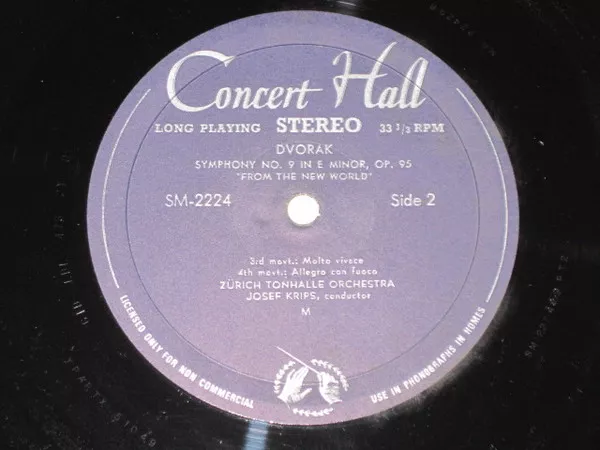 Concert Hall
LONG PLAYING STEREO 33 1/3 RPM
DVORAK
SYMPHONY NO. 9 IN E MINOR, OP. 95
"FROM THE NEW WORLD"
SM-2224 Side 2
3rd movt.: Molto vivace
4th movt.: Allegro con fuoco
ZÜRICH TONHALLE ORCHESTRA
JOSEF KRIPS, conductor
M
LICENSED ONLY FOR NON COMMERCIAL
USE IN PHONOGRAPHS IN HOMES